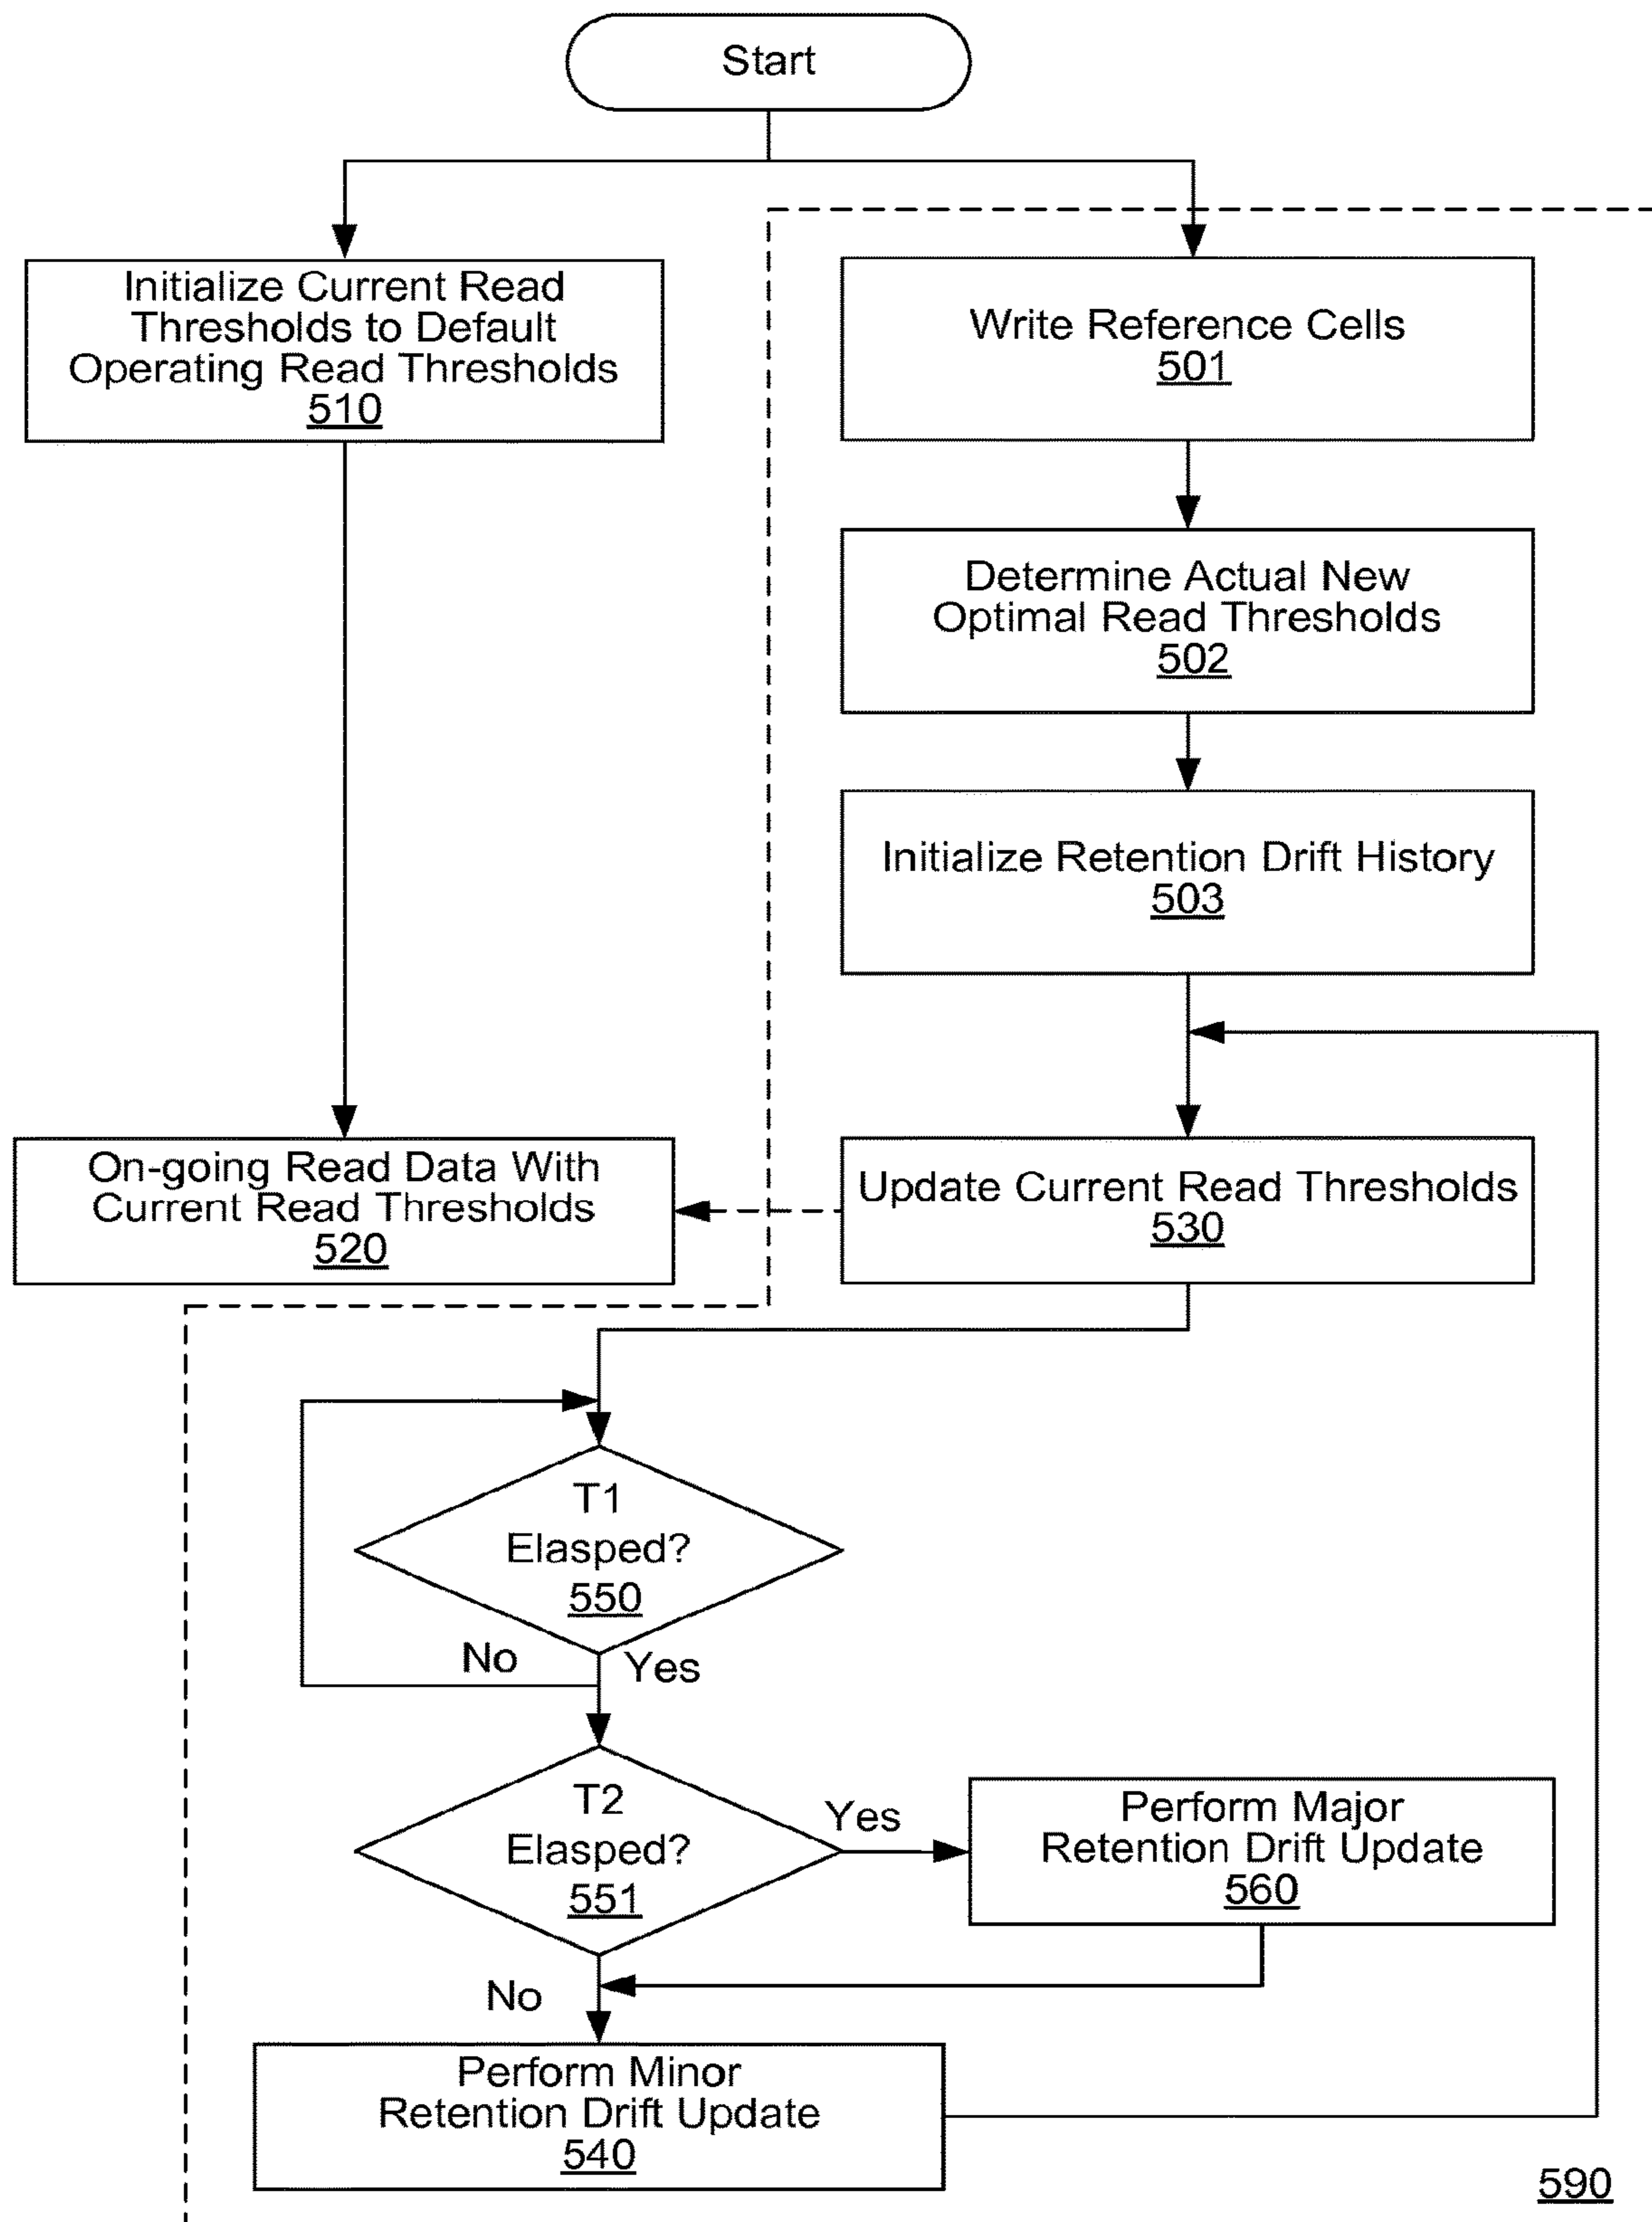 Start
Initialize Current Read
Thresholds to Default
Operating Read Thresholds
510
Write Reference Cells
501
Determine Actual New
Optimal Read Thresholds
502
Initialize Retention Drift History
503
On-going Read Data With
Current Read Thresholds
520
Update Current Read Thresholds
530
T1
Elasped?
550
No
Yes
T2
Elasped?
551
Yes
Perform Major
Retention Drift Update
560
No
Perform Minor
Retention Drift Update
540
590